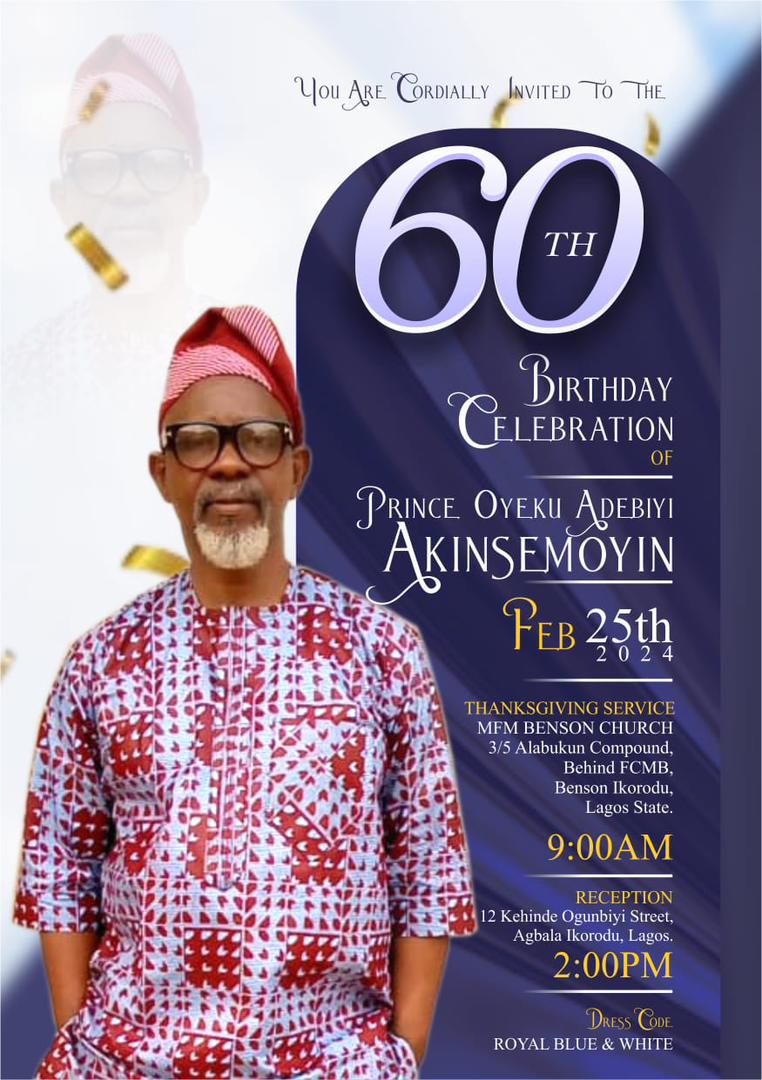 You Are Cordially Invited To The
60
TH
Birthday
Celebration
OF
Prince Oyeku Adebiyi
Akinsemoyin
Feb 25th
2024
THANKSGIVING SERVICE
MFM BENSON CHURCH
3/5 Alabukun Compound,
Behind FCMB,
Benson Ikorodu,
Lagos State.
9:00AM
RECEPTION
12 Kehinde Ogunbiyi Street,
Agbala Ikorodu, Lagos.
2:00PM
Dress Code
ROYAL BLUE & WHITE